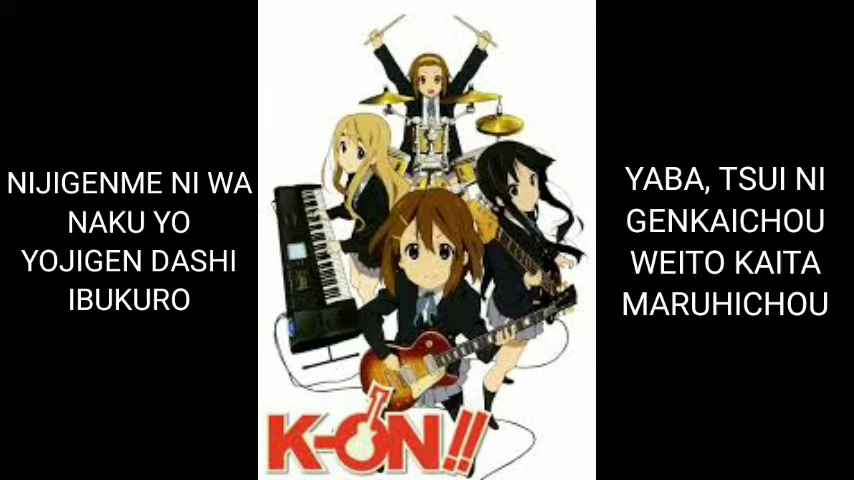 NIJIGENME NI WA
NAKU YO
YOJIGEN DASHI
IBUKURO
K-ON!!
YABA, TSUI NI
GENKAICHOU
WEITO KAITA
MARUHICHOU